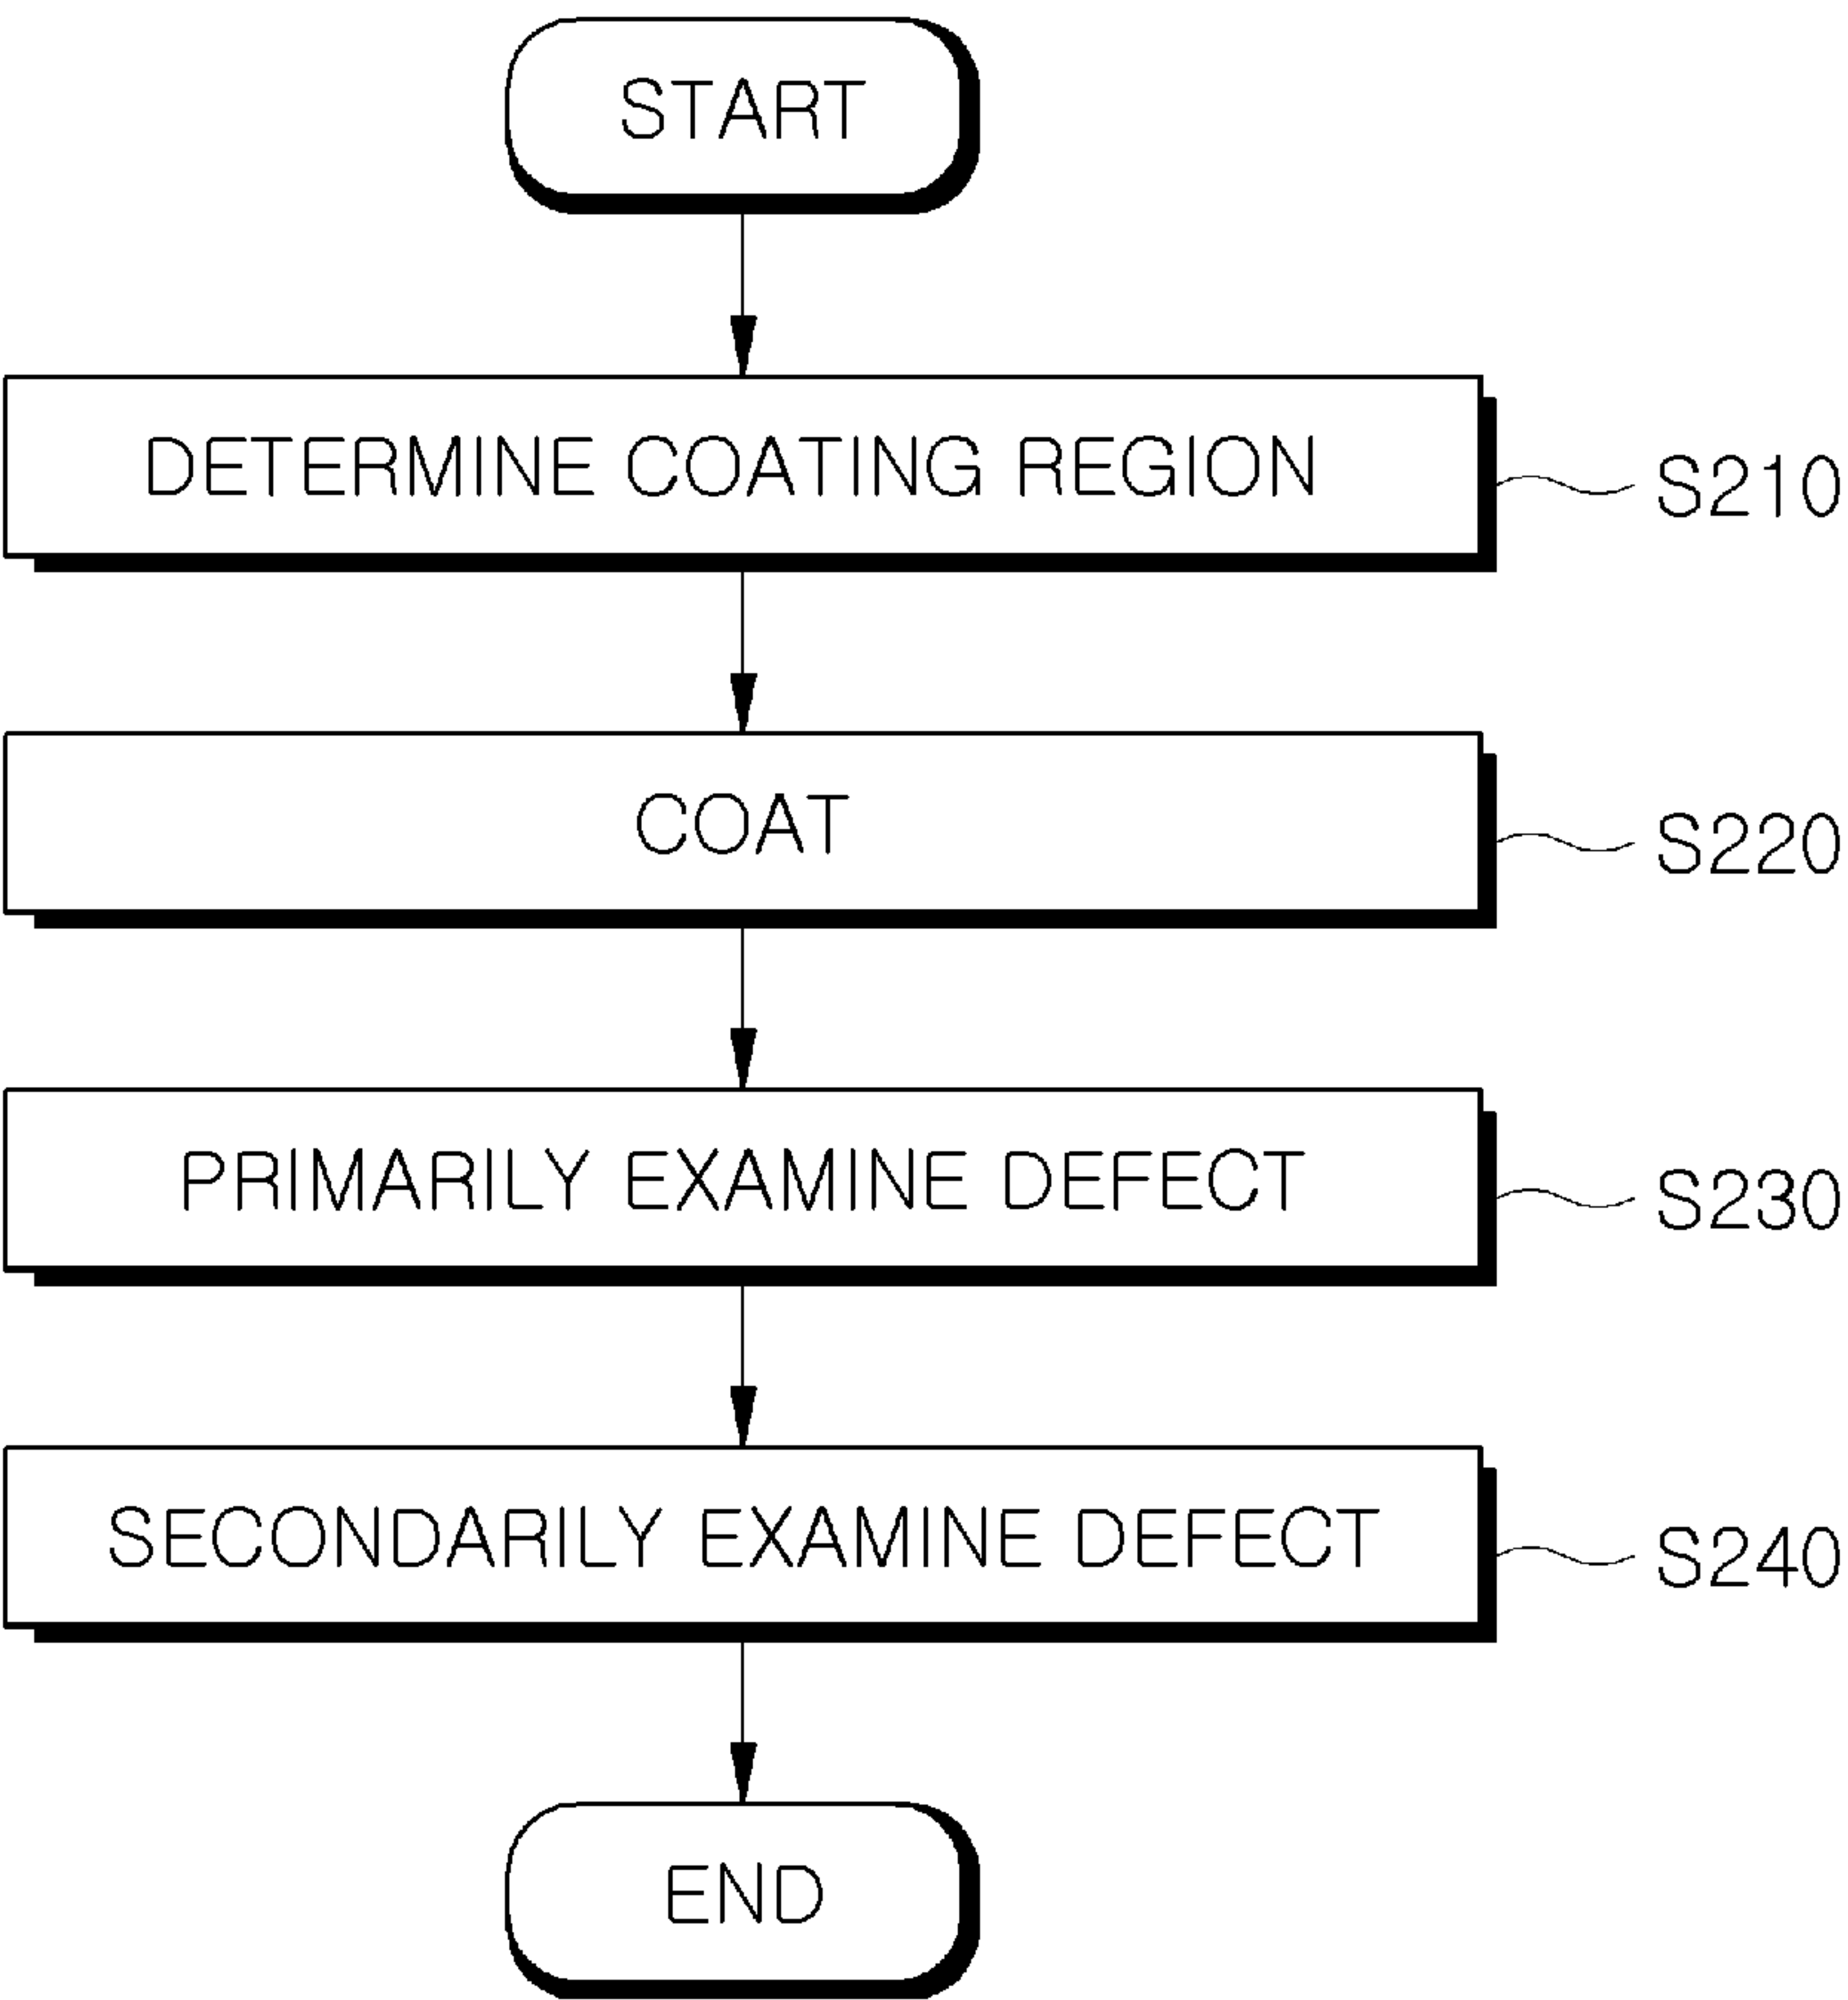 START
DETERMINE COATING REGION
S210
COAT
S220
PRIMARILY EXAMINE DEFECT
S230
SECONDARILY EXAMINE DEFECT
S240
END